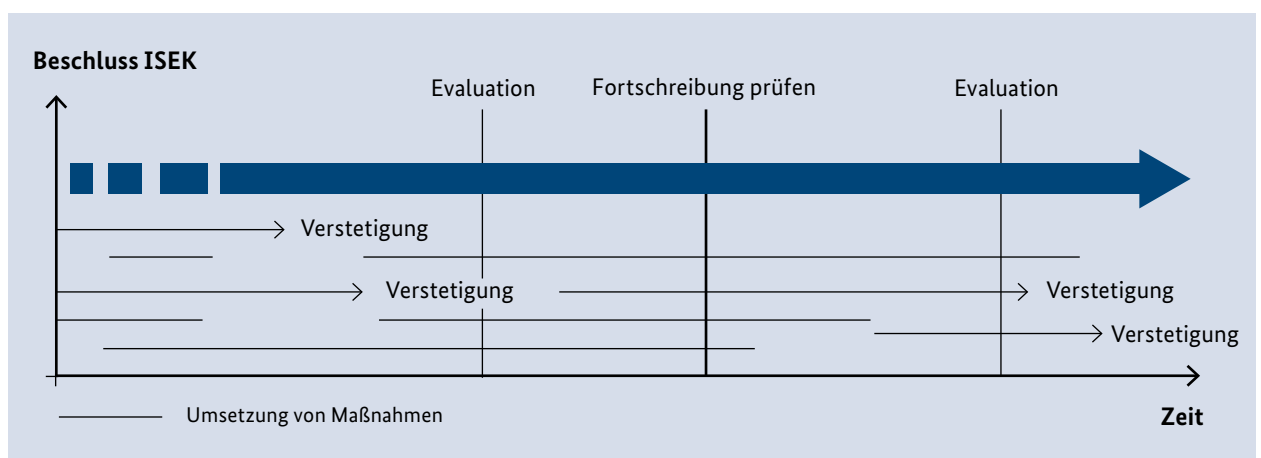 Beschluss ISEK
Evaluation
Fortschreibung prüfen
Evaluation
Verstetigung
Verstetigung
Verstetigung
Verstetigung
Umsetzung von Maßnahmen
Zeit